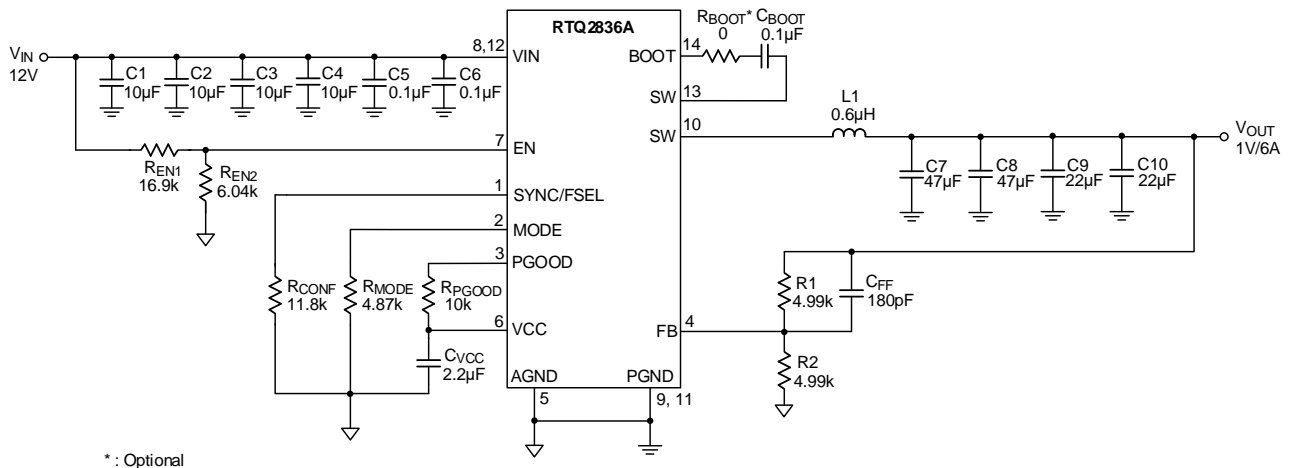 RTQ2836A
RBOOT* CBOOT
0 0.1µF
VIN
12V
8,12
VIN
BOOT
14
C1
10µF
C2
10µF
C3
10µF
C4
10µF
C5
0.1µF
C6
0.1µF
SW
13
L1
0.6µH
SW
10
VOUT
1V/6A
C7
47µF
C8
47µF
C9
22µF
C10
22µF
7
EN
REN1
16.9k
REN2
6.04k
1
SYNC/FSEL
2
MODE
3
PGOOD
RCONF
11.8k
RMODE
4.87k
RPGOOD
10k
R1
4.99k
CFF
180pF
6
VCC
FB
4
CVCC
2.2µF
R2
4.99k
AGND
PGND
5
9, 11
* : Optional